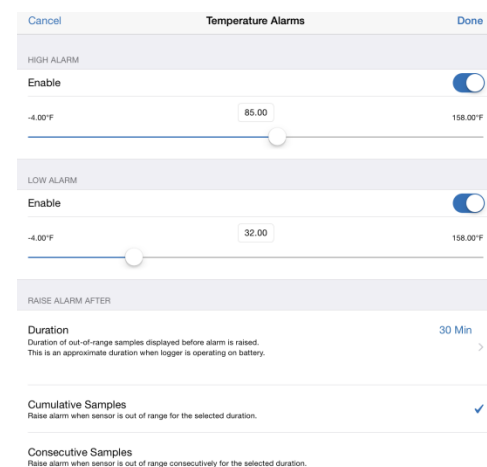 Cancel Temperature Alarms Done
HIGH ALARM
Enable
-4.00°F 85.00 158.00°F
LOW ALARM
Enable
-4.00°F 32.00 158.00°F
RAISE ALARM AFTER
Duration 30 Min
Duration of out-of-range samples displayed before alarm is raised.
This is an approximate duration when logger is operating on battery.
Cumulative Samples
Raise alarm when sensor is out of range for the selected duration.
Consecutive Samples
Raise alarm when sensor is out of range consecutively for the selected duration.